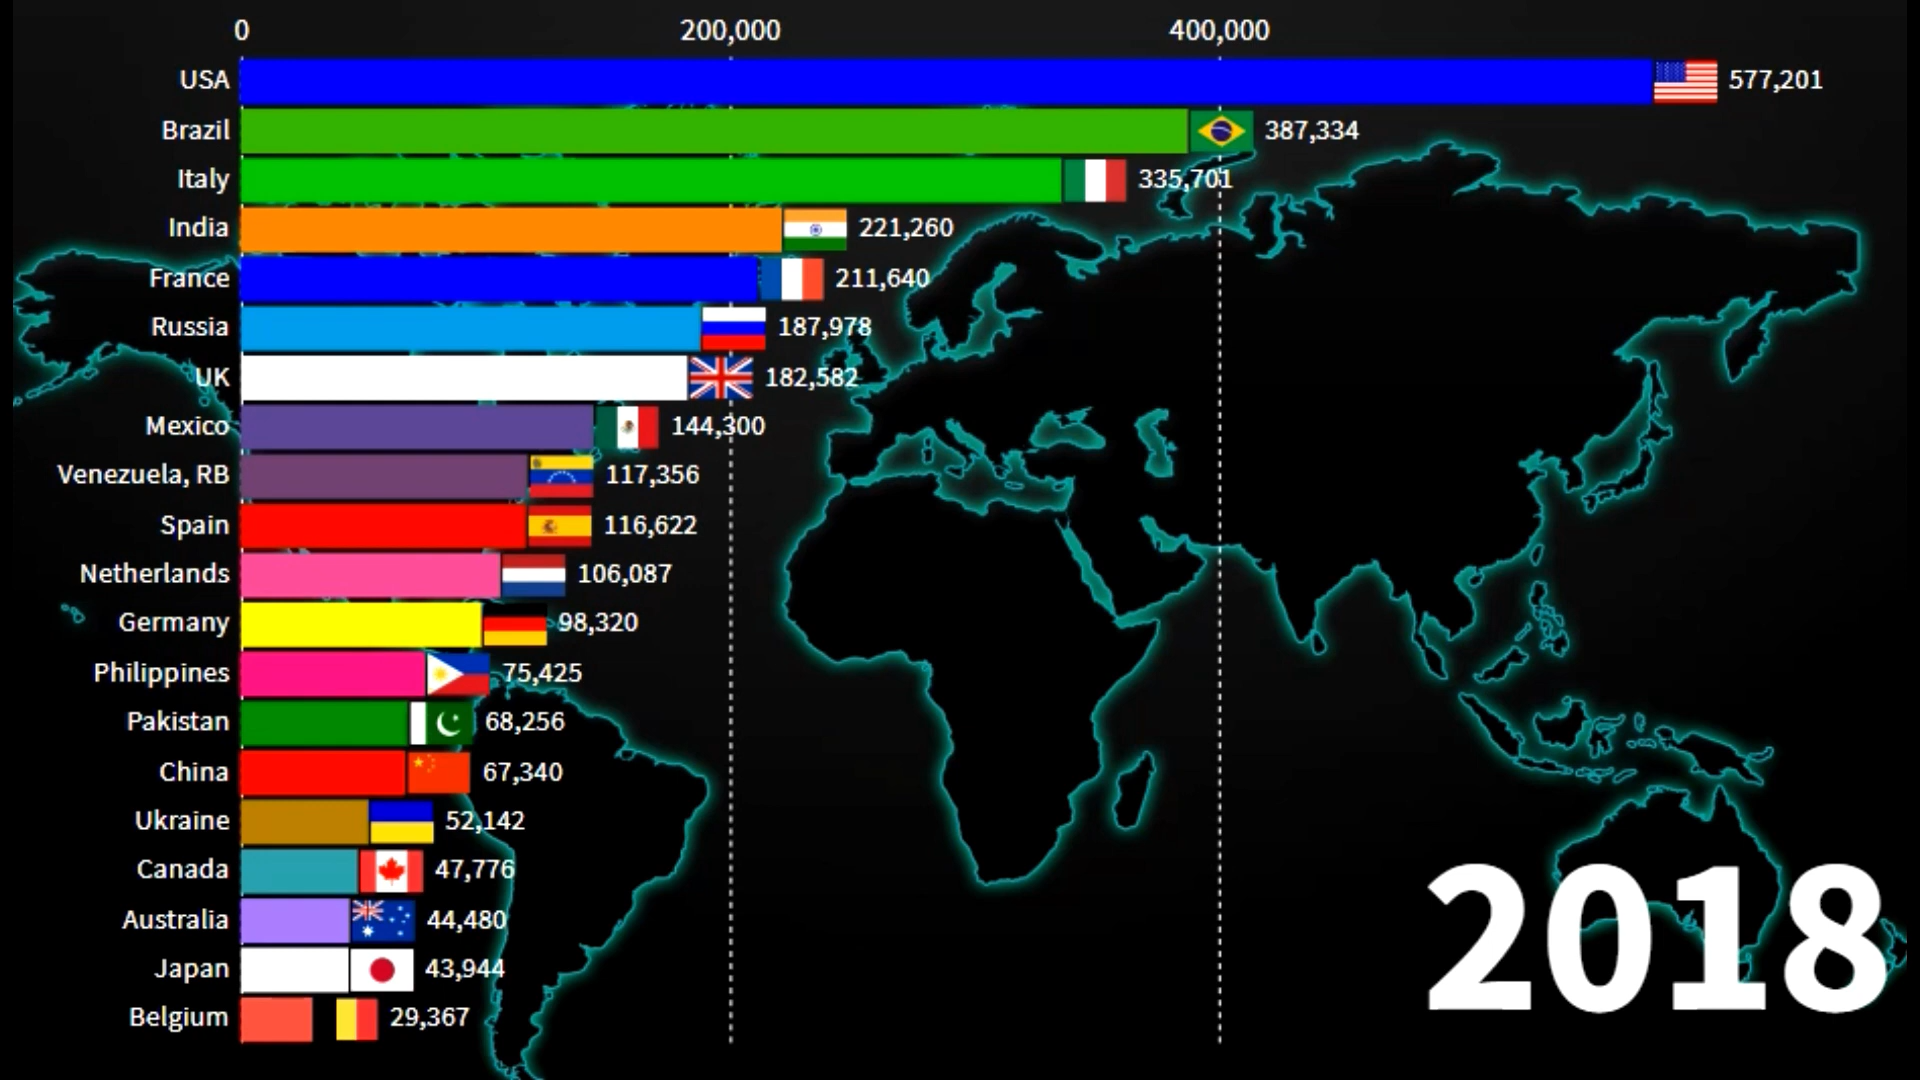 0 200,000 400,000
USA 577,201
Brazil 387,334
Italy 335,701
India 221,260
France 211,640
Russia 187,978
UK 182,582
Mexico 144,300
Venezuela, RB 117,356
Spain 116,622
Netherlands 106,087
Germany 98,320
Philippines 75,425
Pakistan 68,256
China 67,340
Ukraine 52,142
Canada 47,776
Australia 44,480
Japan 43,944
Belgium 29,367
2018